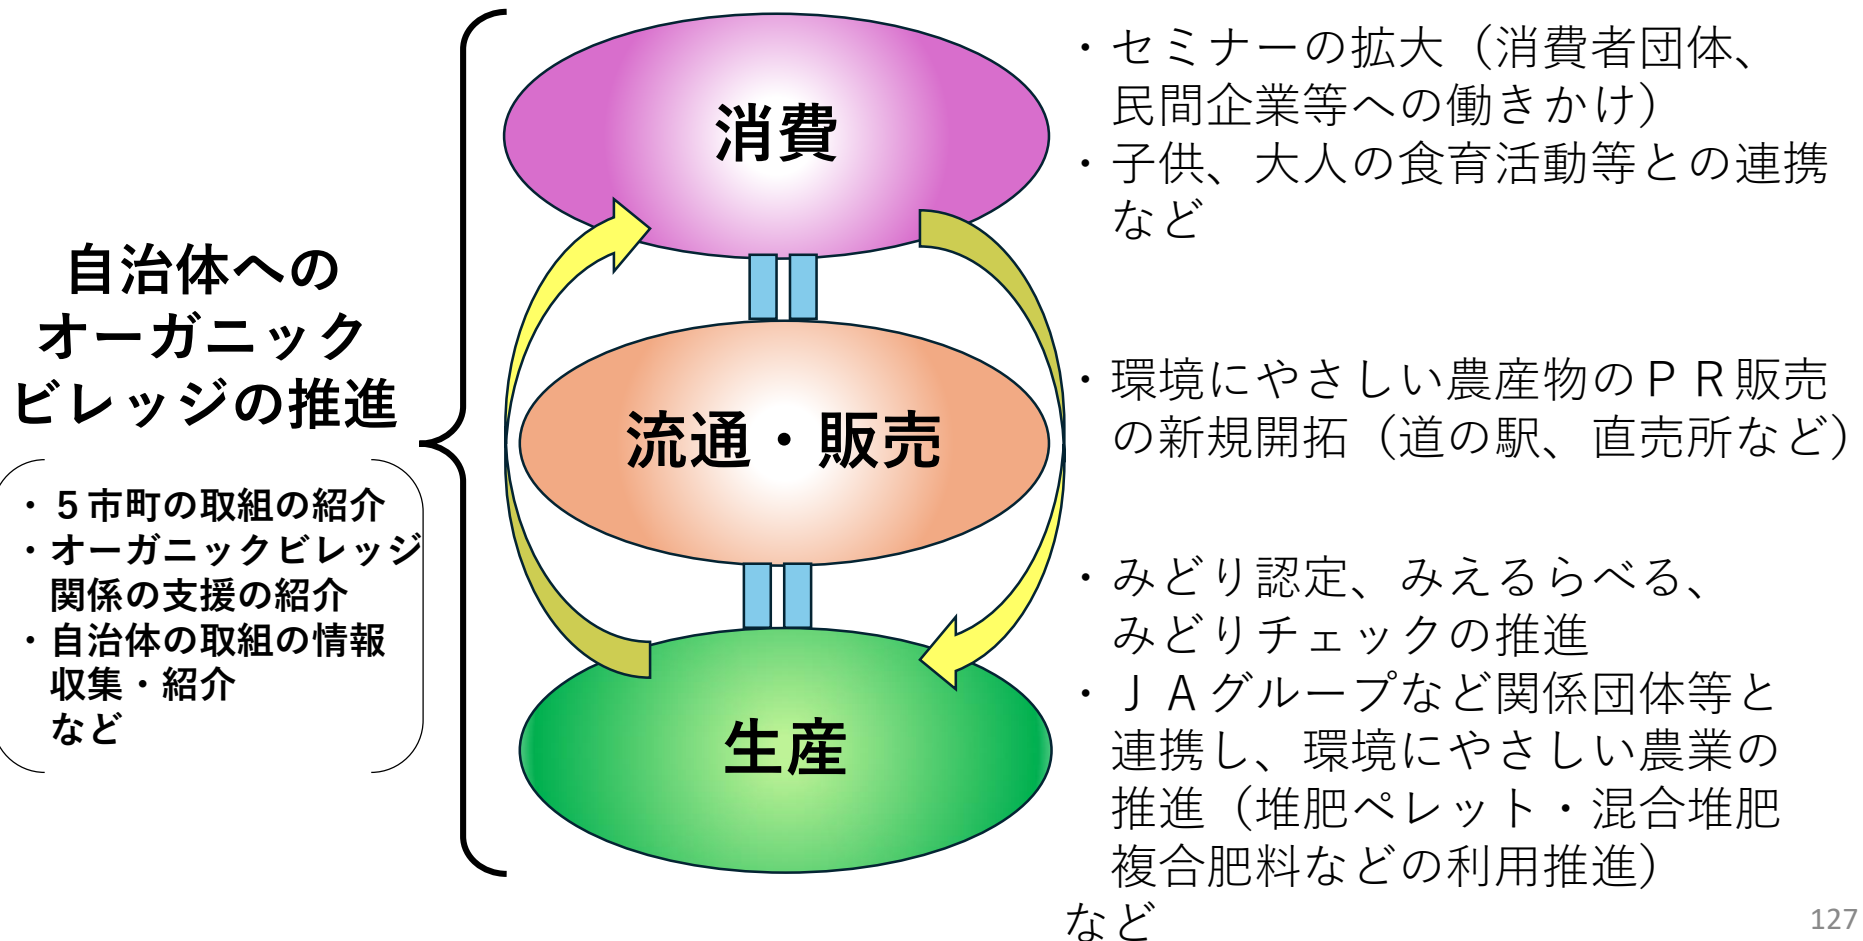 自治体への
オーガニック
ビレッジの推進
・５市町の取組の紹介
・オーガニックビレッジ
関係の支援の紹介
・自治体の取組の情報
収集・紹介
など
消費
流通・販売
生産
・セミナーの拡大（消費者団体、
民間企業等への働きかけ）
・子供、大人の食育活動等との連携
など
・環境にやさしい農産物のＰＲ販売
の新規開拓（道の駅、直売所など）
・みどり認定、みえるらべる、
みどりチェックの推進
・ＪＡグループなど関係団体等と
連携し、環境にやさしい農業の
推進（堆肥ペレット・混合堆肥
複合肥料などの利用推進）
など
127